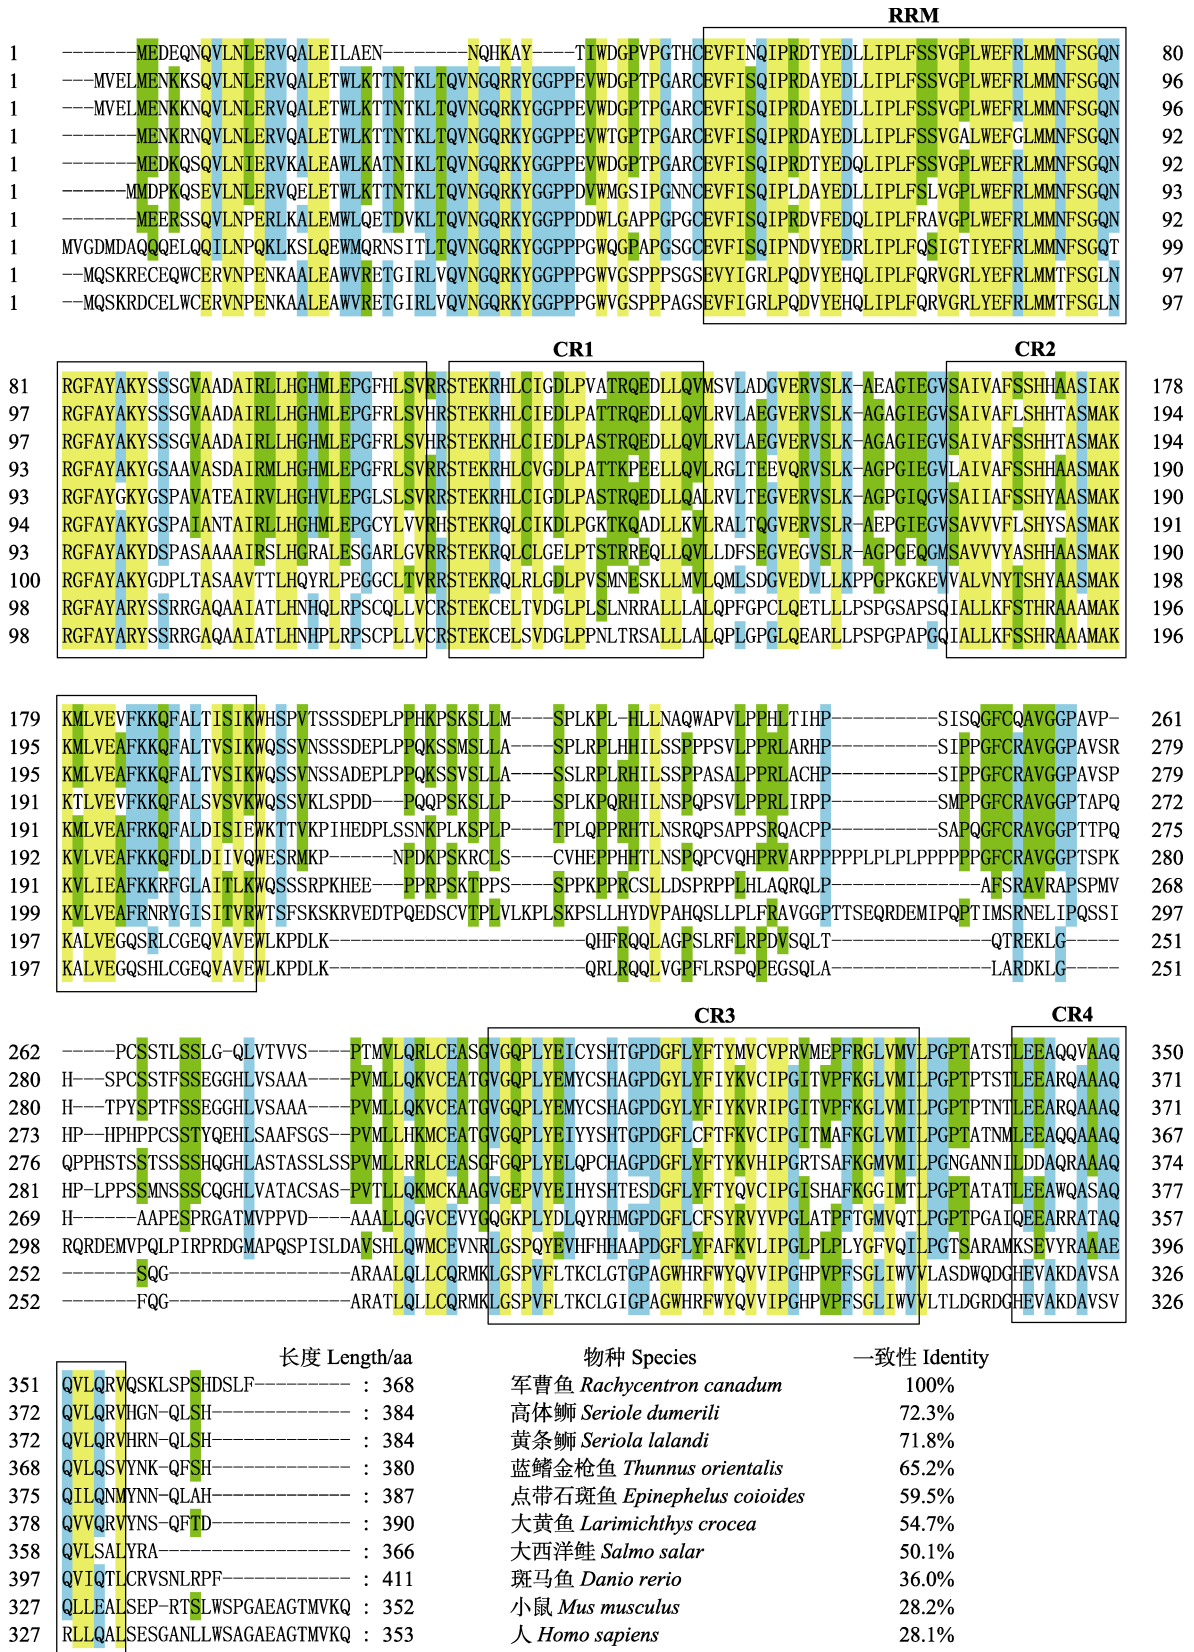 RRM
1 -------MEDEQNQVLNLERVQALEILAEN--------NQHKAY----TIWDGPVPGTHCEVFINQIPRDTYEDLLIPLFSSVGPLWEFRLMMNFSGQN 80
1 ---MVELMENKKSQVLNLERVQALETWLKTTNTKLTQVNGQRRYGGPPEVWDGPTPGARCEVFISQIPRDAYEDLLIPLFSSVGPLWEFRLMMNFSGQN 96
1 ---MVELMENKKSQVLNLERVQALETWLKTTNTKLTQVNGQRKYGGPPEVWDGPTPGARCEVFISQIPRDAYEDLLIPLFSSVGPLWEFRLMMNFSGQN 96
1 -------MENKRNQVLNLERVQALETWLKTTNTKLTQVNGQRKYGGPPEVWTGPTPGARCEVFISQIPRDAYEDLLIPLFSSVGALWEFGLMMNFSGQN 92
1 -------MEDKQSQVLNIERVKALEAWLKATNIKLTQVNGQRKYGGPPEVWDGPTPGARCEVFISQIPRDTYEDQLIPLFSSVGPLWEFRLMMNFSGQN 92
1 ------MMDPKQSEVLNLERVQELETWLKTTNTKLTQVNGQRKYGGPPDVWMGSIPGNNCEVFISQIPLDAYEDLLIPLFSLVGPLWEFRLMMNFSGQN 93
1 -------MEERSSQVLNPERLKALEMWLQETDVKLTQVNGQRKYGGPPDDWLGAPPGPGCEVFISQIPRDVFEDQLIPLFRAVGPLWEFRLMMNFSGQN 92
1 MVGDMDAQQQELQQILNPQKLKSLQEWMQRNSITLTQVNGQRKYGGPPPGWQGPAPGSGCEVFISQIPNDVYEDRLIPLFQSIGTIYEFRLMMNFSGQT 99
1 --MQSKRECEQWCERVNPENKAALEAWVRETGIRLVQVNGQRKYGGPPPGWVGSPPPSGSEVYIGRLPQDVYEHQLIPLFQRVGRLYEFRLMMTFSGLN 97
1 --MQSKRDCELWCERVNPENKAALEAWVRETGIRLVQVNGQRKYGGPPPGWVGSPPPAGSEVFIGRLPQDVYEHQLIPLFQRVGRLYEFRLMMTFSGLN 97
CR1 CR2
81 RGFAYAKYSSSGVAADAIRLLHGHMLEPGFHLSVRRSTEKRHLCIGDLPVATRQEDLLQVMSVLADGVERVSLK-AEAGIEGVSAIVAFSSHHAASIAK 178
97 RGFAYAKYSSSGVAADAIRLLHGHMLEPGFRLSVHRSTEKRHLCIEDLPATTRQEDLLQVLRVLAEGVERVSLK-AGAGIEGVSAIVAFLSHHTASMAK 194
97 RGFAYAKYSSSGVAADAIRLLHGHMLEPGFRLSVHRSTEKRHLCIEDLPASTRQEDLLQVLRVLAEGVERVSLK-AGAGIEGVSAIVAFSSHHTASMAK 194
93 RGFAYAKYGSAAVASDAIRMLHGHMLEPGFRLSVRRSTEKRHLCVGDLPATTKPEELLQVLRGLTEEVQRVSLK-AGPGIEGVLAIVAFSSHHAASMAK 190
93 RGFAYGKYGSPAVATEAIRVLHGHVLEPGLSLSVRRSTEKRHLCIGDLPASTRQEDLLQALRVLTEGVERVSLK-AGPGIQGVSAIIAFSSHYAASMAK 190
94 RGFAYAKYGSPAIANTAIRLLHGHMLEPGCYLVVRHSTEKRQLCIKDLPGKTKQADLLKVLRALTQGVERVSLR-AEPGIEGVSAVVVFLSHYSASMAK 191
93 RGFAYAKYDSPASAAAAIRSLHGRALESGARLGVRRSTEKRQLCLGELPTSTRREQLLQVLLDFSEGVEGVSLR-AGPGEQGMSAVVVYASHHAASMAK 190
100 RGFAYAKYGDPLTASAAVTTLHQYRLPEGGCLTVRRSTEKRQLRLGDLPVSMNESKLLMVLQMLSDGVEDVLLKPPGPKGKEVVALVNYTSHYAASMAK 198
98 RGFAYARYSSRRGAQAAIATLHNHQLRPSCQLLVCRSTEKCELTVDGLPLSLNRRALLLALQPFGPCLQETLLLPSPGSAPSQIALLKFSTHRAAAMAK 196
98 RGFAYARYSSRRGAQAAIATLHNHPLRPSCPLLVCRSTEKCELSVDGLPPNLTRSALLLALQPLGPGLQEARLLPSPGPAPGQIALLKFSSHRAAAMAK 196
179 KMLVEVFKKQFALTISIKWHSPVTSSSDEPLPPHKPSKSLLM----SPLKPL-HLLNAQWAPVLPPHLTIHP----------SISQGFCQAVGGPAVP- 261
195 KMLVEAFKKQFALTVSIKWQSSVNSSSDEPLPPQKSSMSLLA----SPLRPLHHILSSPPPSVLPPRLARHP----------SIPPGFCRAVGGPAVSR 279
195 KMLVEAFKKQFALTVSIKWQSSVNSSADEPLPPQKSSVSLLA----SSLRPLRHILSSPPASALPPRLACHP----------SIPPGFCRAVGGPAVSP 279
191 KTLVEVFKKQFALSVSVKWQSSVKLSPDD---PQQPSKSLLP----SPLKPQRHILNSPQPSVLPPRLIRPP----------SMPPGFCRAVGGPTAPQ 272
191 KMLVEAFRKQFALDISIEWKTTVKPIHEDPLSSNKPLKSPLP----TPLQPPRHTLNSRQPSAPPSRQACPP----------SAPQGFCRAVGGPTTPQ 275
192 KVLVEAFKKQFDLDIIVQWESRMKP------NPDKPSKRCLS----CVHEPPHHTLNSPQPCVQHPRVARPPPPPLPLPLPPPPPPGFCRAVGGPTSPK 280
191 KVLIEAFKKRFGLAITLKWQSSSRPKHEE---PPRPSKTPPS----SPPKPPRCSLLDSPRPPLHLAQRQLP--------------AFSRAVRAPSPMV 268
199 KVLVEAFRNRYGISITVRWTSFSKSKRVEDTPQEDSCVTPLVLKPLSKPSLLHYDVPAHQSLLPLFRAVGGPTTSEQRDEMIPQPTIMSRNELIPQSSI 297
197 KALVEGQSRLCGEQVAVEWLKPDLK------------------------QHFRQQLAGPSLRFLRPDVSQLT---------------QTREKLG----- 251
197 KALVEGQSHLCGEQVAVEWLKPDLK------------------------QRLRQQLVGPFLRSPQPEGSQLA---------------LARDKLG----- 251
CR3 CR4
262 -----PCSSTLSSLG-QLVTVVS----PTMVLQRLCEASGVGQPLYEICYSHTGPDGFLYFTYMVCVPRVMEPFRGLVMVLPGPTATSTLEEAQQVAAQ 350
280 H---SPCSSTFSSEGGHLVSAAA----PVMLLQKVCEATGVGQPLYEMYCSHAGPDGYLYFIYKVCIPGITVPFKGLVMILPGPTPTSTLEEARQAAAQ 371
280 H---TPYSPTFSSEGGHLVSAAA----PVMLLQKVCEATGVGQPLYEMYCSHAGPDGYLYFIYKVRIPGITVPFKGLVMILPGPTPTNTLEEARQAAAQ 371
273 HP--HPHPPCSSTYQEHLSAAFSGS--PVMLLHKMCEATGVGQPLYEIYYSHTGPDGFLCFTFKVCIPGITMAFKGLVMILPGPTATNMLEEAQQAAAQ 367
276 QPPHSTSSTSSSSHQGHLASTASSLSSPVMLLRRLCEASGFGQPLYELQPCHAGPDGFLYFTYKVHIPGRTSAFKGMVMILPGNGANNILDDAQRAAAQ 374
281 HP-LPPSSMNSSSCQGHLVATACSAS-PVTLLQKMCKAAGVGEPVYEIHYSHTESDGFLYFTYQVCIPGISHAFKGGIMTLPGPTATATLEEAWQASAQ 377
269 H------AAPESPRGATMVPPVD----AAALLQGVCEVYGQGKPLYDLQYRHMGPDGFLCFSYRVYVPGLATPFTGMVQTLPGPTPGAIQEEARRATAQ 357
298 RQRDEMVPQLPIRPRDGMAPQSPISLDAVSHLQWMCEVNRLGSPQYEVHFHHAAPDGFLYFAFKVLIPGLPLPLYGFVQILPGTSARAMKSEVYRAAAE 396
252 -------SQG-----------------ARAALQLLCQRMKLGSPVFLTKCLGTGPAGWHRFWYQVVIPGHPVPFSGLIWVVLASDWQDGHEVAKDAVSA 326
252 -------FQG-----------------ARATLQLLCQRMKLGSPVFLTKCLGIGPAGWHRFWYQVVIPGHPVPFSGLIWVVLTLDGRDGHEVAKDAVSV 326
长度 Length/aa 物种 Species 一致性 Identity
351 QVLQRVQSKLSPSHDSLF--------- : 368 军曹鱼 Rachycentron canadum 100%
372 QVLQRVHGN-QLSH------------- : 384 高体鰤 Seriole dumerili 72.3%
372 QVLQRVHRN-QLSH------------- : 384 黄条鰤 Seriola lalandi 71.8%
368 QVLQSVYNK-QFSH------------- : 380 蓝鳍金枪鱼 Thunnus orientalis 65.2%
375 QILQNMYNN-QLAH------------- : 387 点带石斑鱼 Epinephelus coioides 59.5%
378 QVVQRVYNS-QFTD------------- : 390 大黄鱼 Larimichthys crocea 54.7%
358 QVLSALYRA------------------ : 366 大西洋鲑 Salmo salar 50.1%
397 QVIQTLCRVSNLRPF------------ : 411 斑马鱼 Danio rerio 36.0%
327 QLLEALSEP-RTSLWSPGAEAGTMVKQ : 352 小鼠 Mus musculus 28.2%
327 RLLQALSESGANLLWSAGAEAGTMVKQ : 353 人 Homo sapiens 28.1%